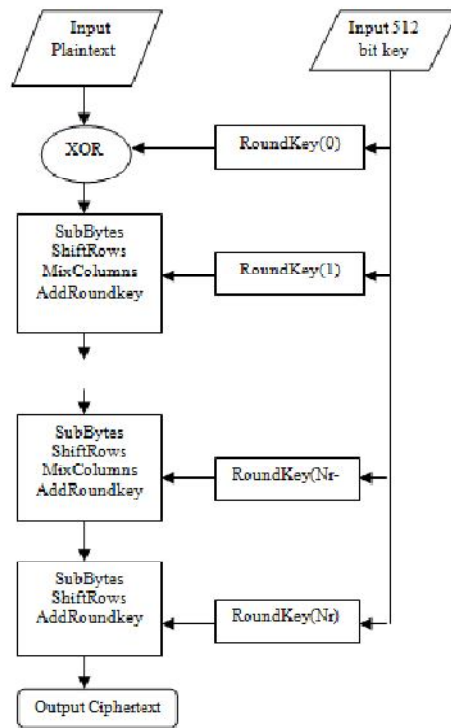 Input
Plaintext
Input 512
bit key
XOR
RoundKey(0)
SubBytes
ShiftRows
MixColumns
AddRoundkey
RoundKey(1)
SubBytes
ShiftRows
MixColumns
AddRoundkey
RoundKey(Nr-
SubBytes
ShiftRows
AddRoundkey
RoundKey(Nr)
Output Ciphertext